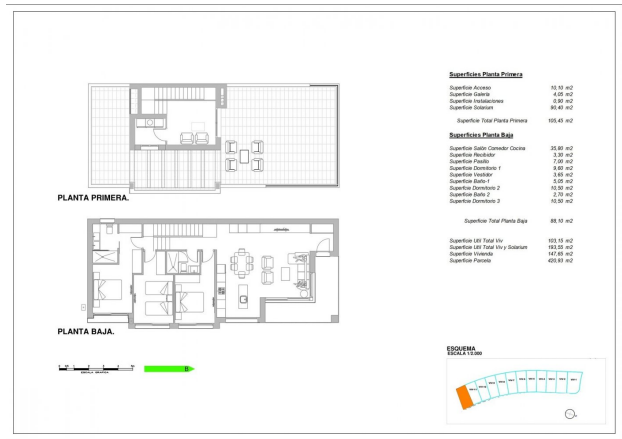 Superficies Planta Primera
Superficie Acceso 10,10 m2
Superficie Galería 4,05 m2
Superficie Instalaciones 0,90 m2
Superficie Solarium 90,40 m2
Superficie Total Planta Primera 105,45 m2
Superficies Planta Baja
Superficie Salón Comedor Cocina 35,90 m2
Superficie Recibidor 3,30 m2
Superficie Pasillo 7,00 m2
Superficie Dormitorio 1 9,60 m2
Superficie Vestidor 3,65 m2
Superficie Baño-1 5,05 m2
Superficie Dormitorio 2 10,50 m2
Superficie Baño 2 2,70 m2
Superficie Dormitorio 3 10,50 m2
Superficie Total Planta Baja 88,10 m2
Superficie Util Total Viv 103,15 m2
Superficie Util Total Viv y Solarium 193,55 m2
Superficie Vivienda 147,65 m2
Superficie Parcela 420,93 m2
PLANTA PRIMERA.
PLANTA BAJA.
ESCALA GRAFICA
B
ESQUEMA
ESCALA 1/2.000